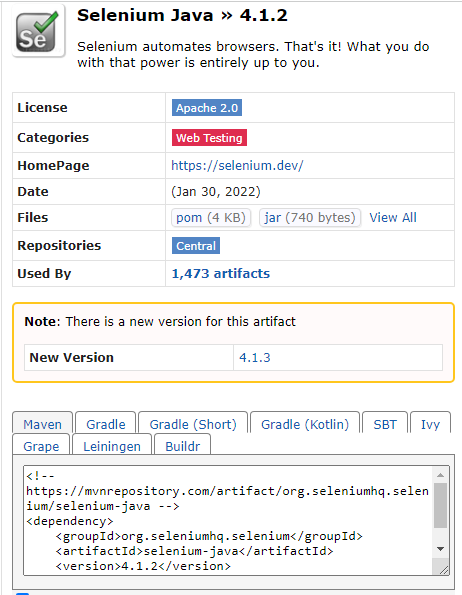 Se
Selenium Java » 4.1.2
Selenium automates browsers. That's it! What you do
with that power is entirely up to you.
License Apache 2.0
Categories Web Testing
HomePage https://selenium.dev/
Date (Jan 30, 2022)
Files pom (4 KB) jar (740 bytes) View All
Repositories Central
Used By 1,473 artifacts
Note: There is a new version for this artifact
New Version 4.1.3
Maven Gradle Gradle (Short) Gradle (Kotlin) SBT Ivy
Grape Leiningen Buildr
<!--
https://mvnrepository.com/artifact/org.seleniumhq.selen
ium/selenium-java -->
<dependency>
    <groupId>org.seleniumhq.selenium</groupId>
    <artifactId>selenium-java</artifactId>
    <version>4.1.2</version>